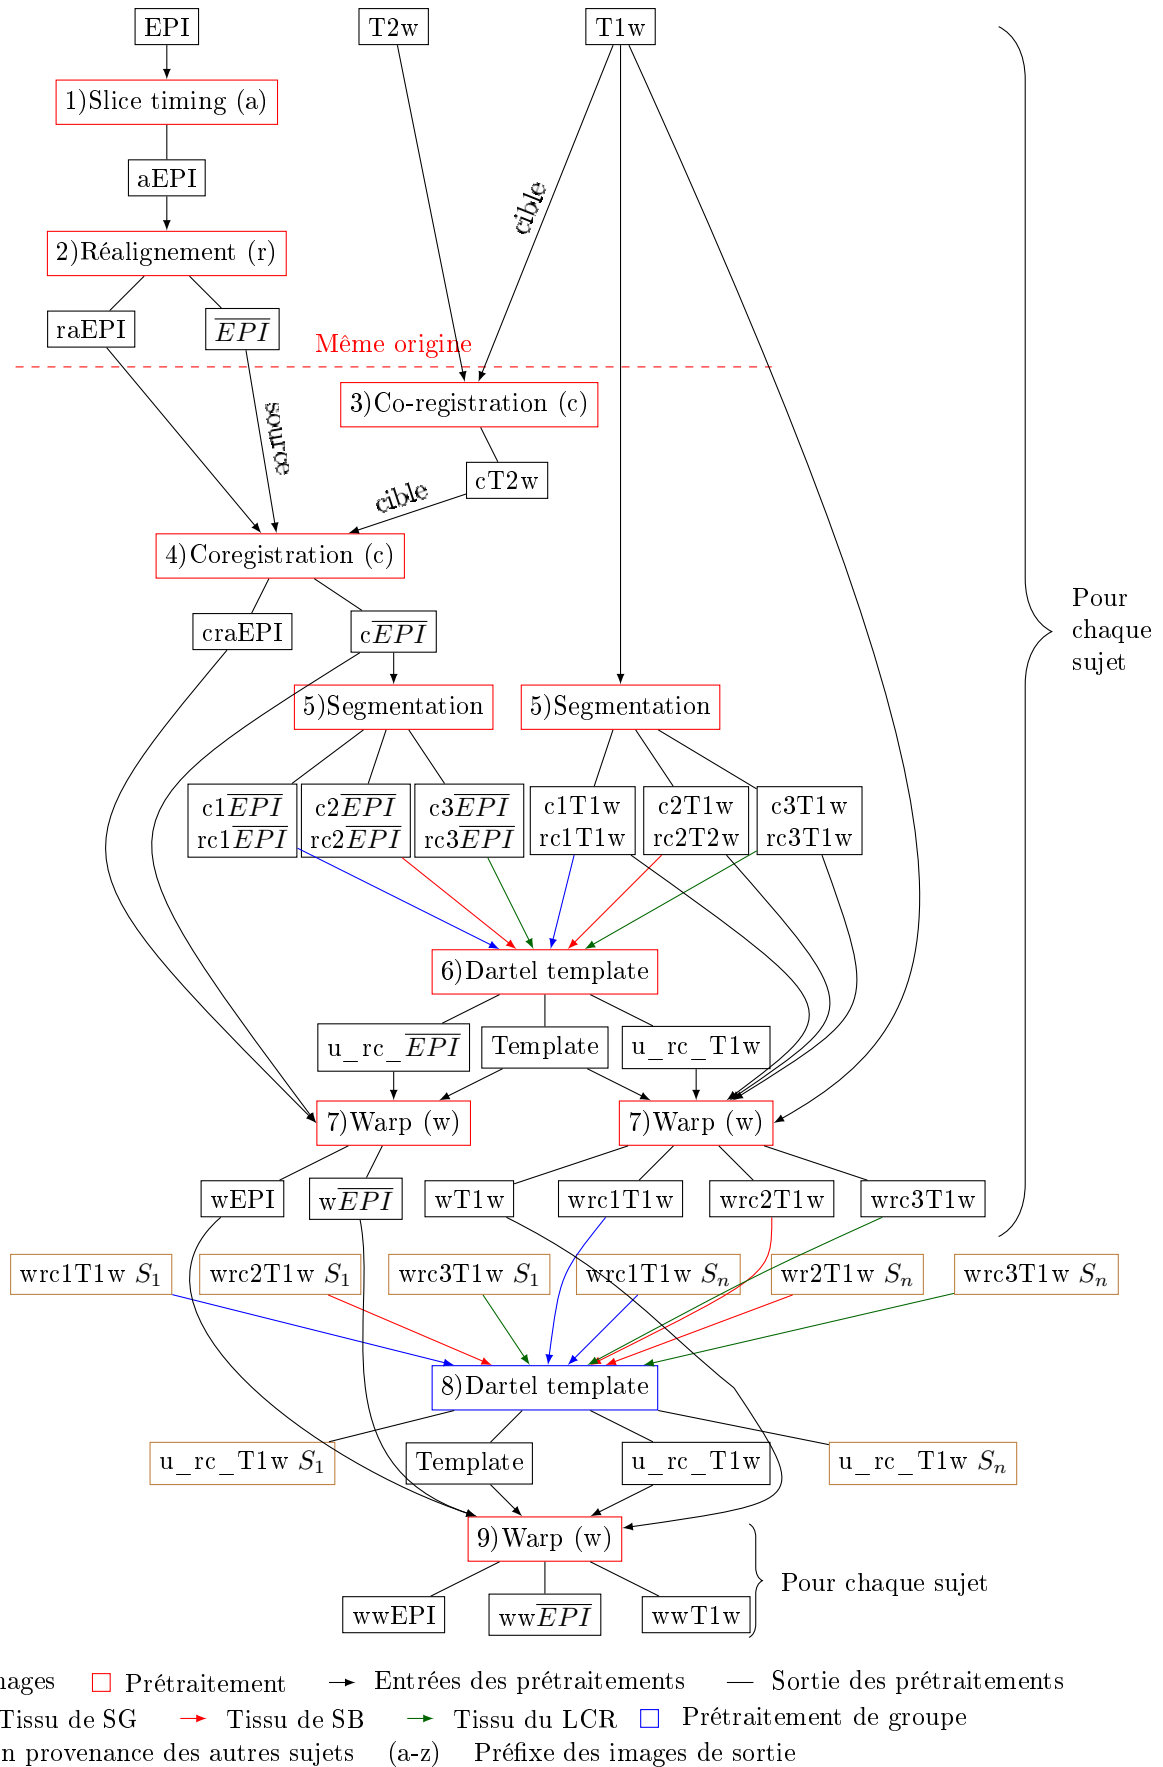 EPI
T2w
T1w
1)Slice timing (a)
aEPI
cible
2)Réalignement (r)
raEPI
EPI
Même origine
3)Co-registration (c)
source
cT2w
cible
4)Coregistration (c)
craEPI
cEPI
Pour
chaque
sujet
5)Segmentation
5)Segmentation
c1EPI
rc1EPI
c2EPI
rc2EPI
c3EPI
rc3EPI
c1T1w
rc1T1w
c2T1w
rc2T2w
c3T1w
rc3T1w
6)Dartel template
u_rc_EPI
Template
u_rc_T1w
7)Warp (w)
7)Warp (w)
wEPI
wEPI
wT1w
wrc1T1w
wrc2T1w
wrc3T1w
wrc1T1w S1
wrc2T1w S1
wrc3T1w S1
wrc1T1w Sn
wr2T1w Sn
wrc3T1w Sn
8)Dartel template
u_rc_T1w S1
Template
u_rc_T1w
u_rc_T1w Sn
9)Warp (w)
Pour chaque sujet
wwEPI
wwEPI
wwT1w
ages
Prétraitement
Entrées des prétraitements
Sortie des prétraitements
Tissu de SG
Tissu de SB
Tissu du LCR
Prétraitement de groupe
n provenance des autres sujets
(a-z)
Préfixe des images de sortie